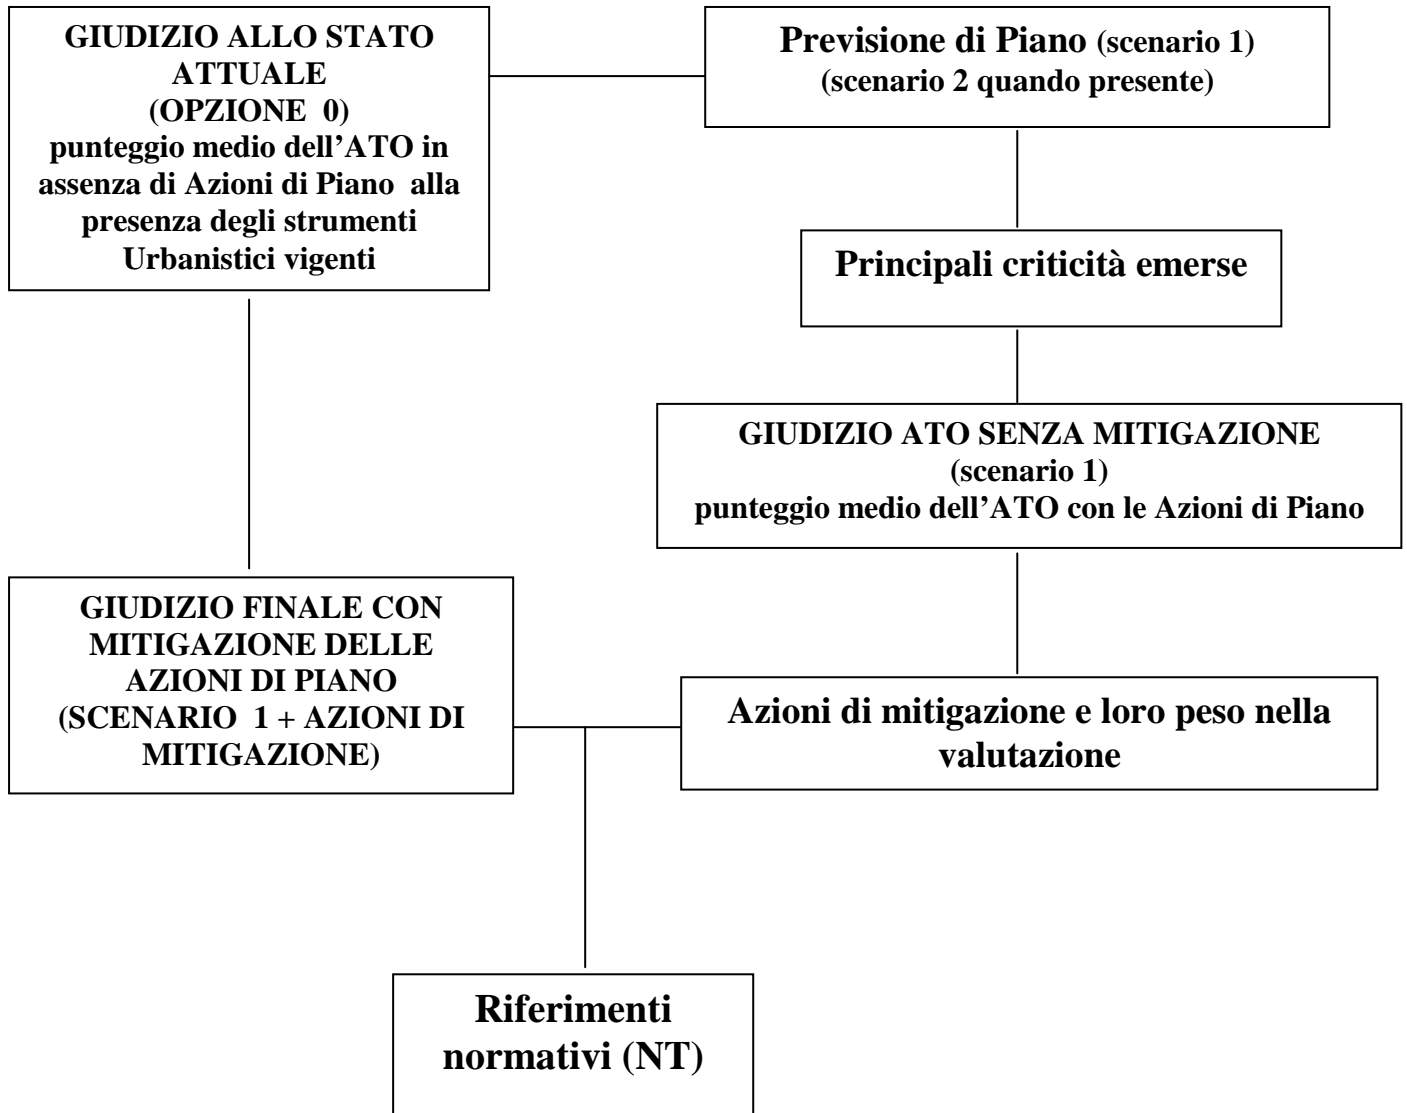 GIUDIZIO ALLO STATO
ATTUALE
(OPZIONE 0)
punteggio medio dell'ATO in
assenza di Azioni di Piano alla
presenza degli strumenti
Urbanistici vigenti
Previsione di Piano (scenario 1)
(scenario 2 quando presente)
Principali criticità emerse
GIUDIZIO ATO SENZA MITIGAZIONE
(scenario 1)
punteggio medio dell'ATO con le Azioni di Piano
GIUDIZIO FINALE CON
MITIGAZIONE DELLE
AZIONI DI PIANO
(SCENARIO 1 + AZIONI DI
MITIGAZIONE)
Azioni di mitigazione e loro peso nella
valutazione
Riferimenti
normativi (NT)